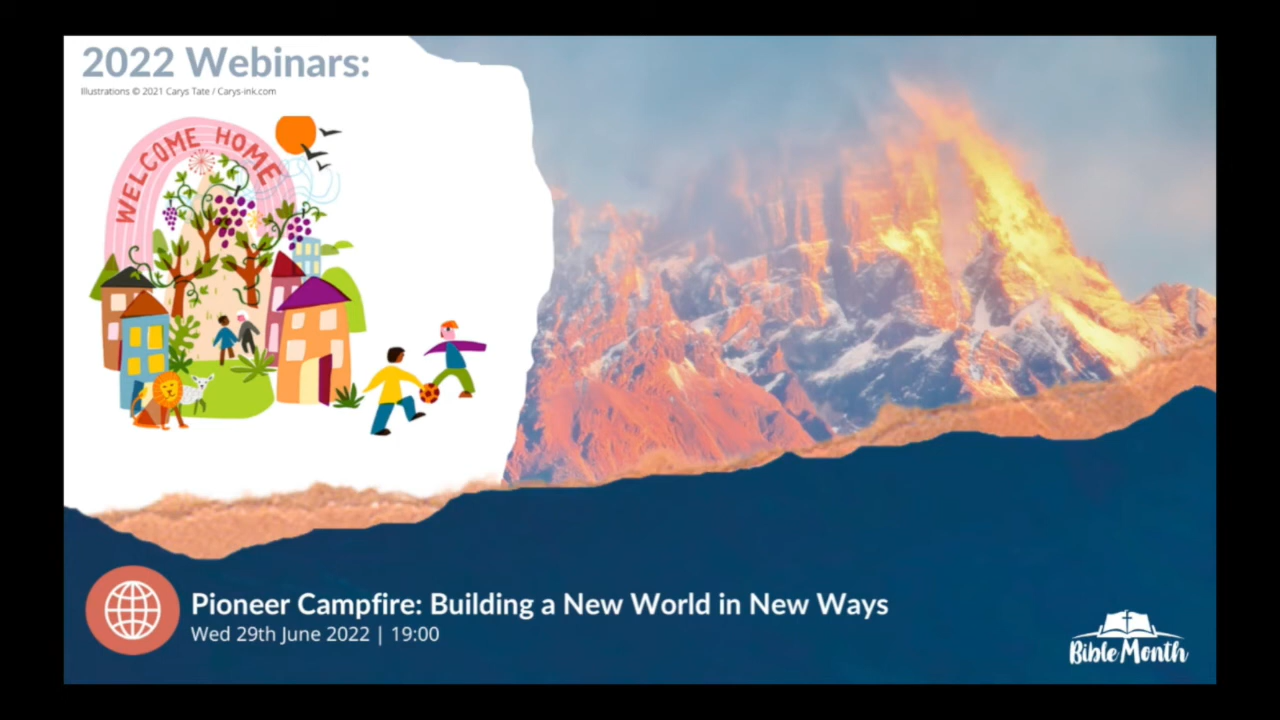 2022 Webinars:
Illustrations © 2021 Carys Tate / Carys-ink.com
WELCOME HOME
Pioneer Campfire: Building a New World in New Ways
Wed 29th June 2022 | 19:00
Bible Month